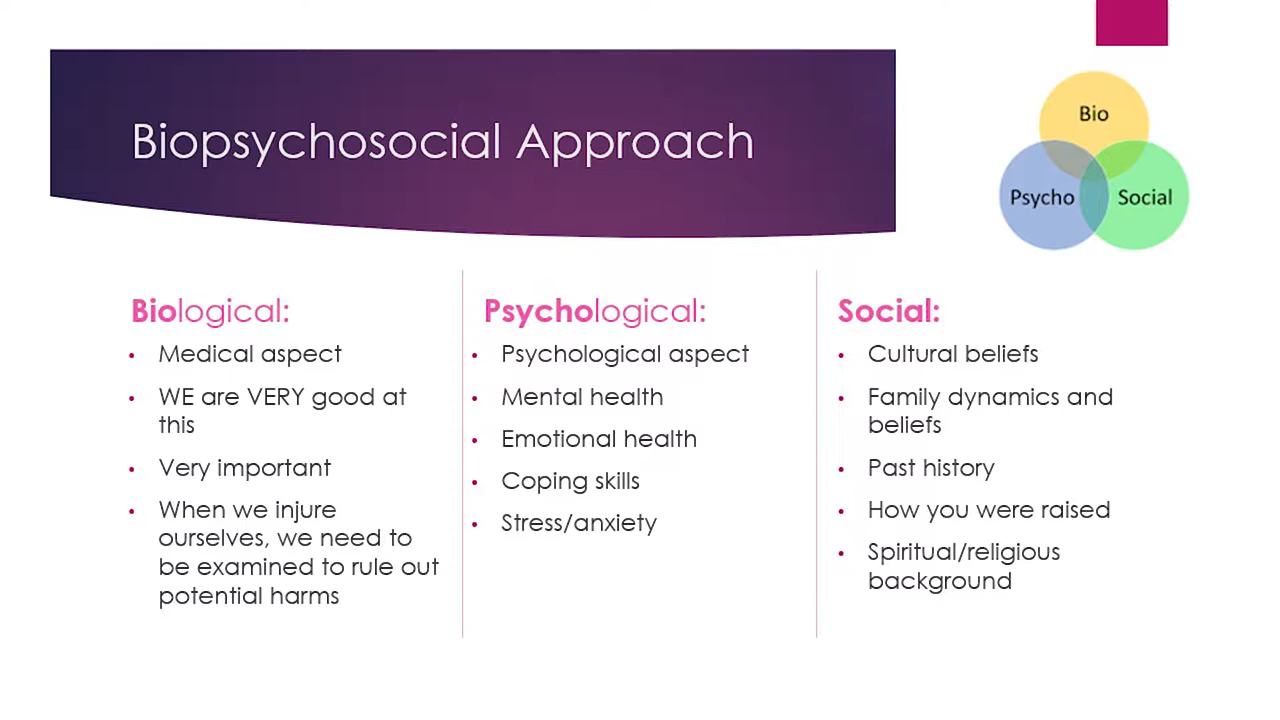 Biopsychosocial Approach
Bio
Psycho
Social
Biological:
• Medical aspect
• WE are VERY good at
this
• Very important
• When we injure
ourselves, we need to
be examined to rule out
potential harms
Psychological:
• Psychological aspect
• Mental health
• Emotional health
• Coping skills
• Stress/anxiety
Social:
• Cultural beliefs
• Family dynamics and
beliefs
• Past history
• How you were raised
• Spiritual/religious
background